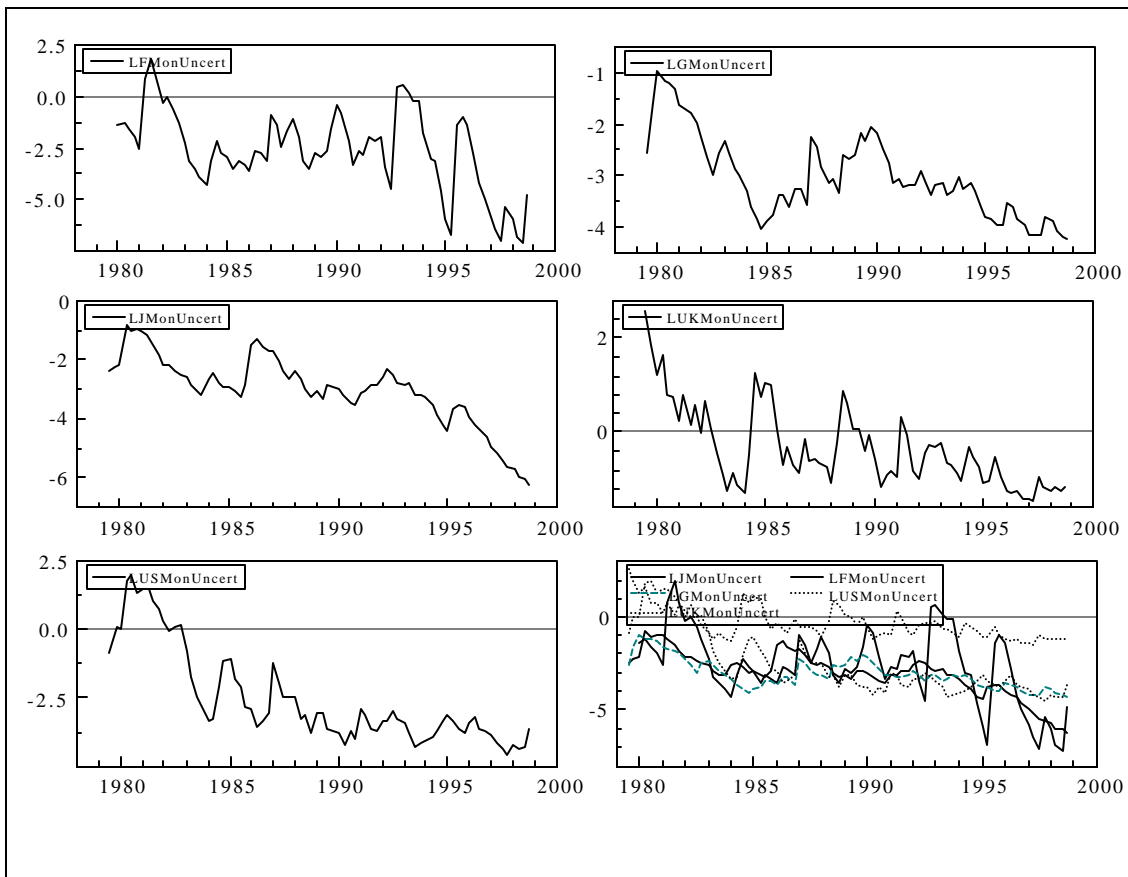 LFMonUncert
2.5
0.0
-2.5
-5.0
1980 1985 1990 1995 2000
LGMonUncert
-1
-2
-3
-4
1980 1985 1990 1995 2000
LJMonUncert
0
-2
-4
-6
1980 1985 1990 1995 2000
LUKMonUncert
2
0
1980 1985 1990 1995 2000
LUSMonUncert
2.5
0.0
-2.5
1980 1985 1990 1995 2000
LJMonUncert LFMonUncert
LGMonUncert LUSMonUncert
LUKMonUncert
0
-5
1980 1985 1990 1995 2000